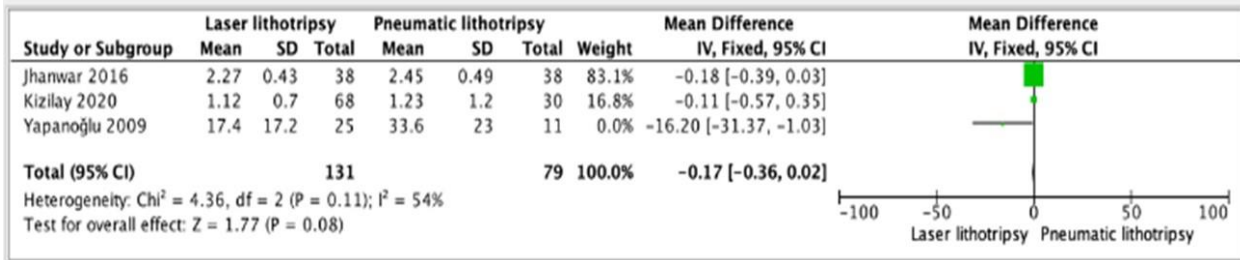 Laser lithotripsy Pneumatic lithotripsy Mean Difference Mean Difference
Study or Subgroup Mean SD Total Mean SD Total Weight IV, Fixed, 95% CI IV, Fixed, 95% CI
Jhanwar 2016 2.27 0.43 38 2.45 0.49 38 83.1% -0.18 [-0.39, 0.03]
Kizilay 2020 1.12 0.7 68 1.23 1.2 30 16.8% -0.11 [-0.57, 0.35]
Yapanoğlu 2009 17.4 17.2 25 33.6 23 11 0.0% -16.20 [-31.37, -1.03]
Total (95% CI) 131 79 100.0% -0.17 [-0.36, 0.02]
Heterogeneity: Chi² = 4.36, df = 2 (P = 0.11); I² = 54%
Test for overall effect: Z = 1.77 (P = 0.08)
-100 -50 0 50 100
Laser lithotripsy Pneumatic lithotripsy